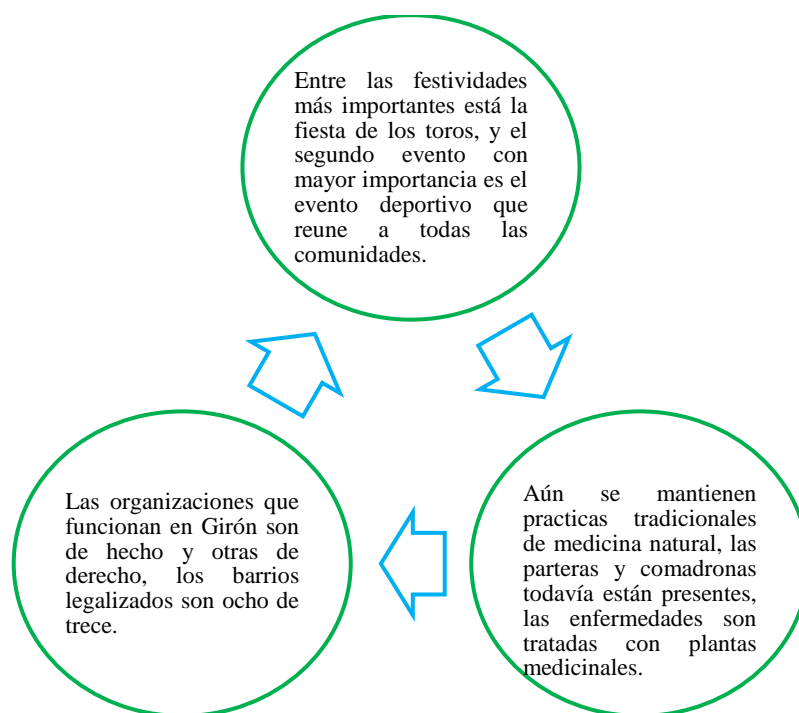 Entre las festividades
más importantes está la
fiesta de los toros, y el
segundo evento con
mayor importancia es el
evento deportivo que
reune a todas las
comunidades.
Aún se mantienen
practicas tradicionales
de medicina natural, las
parteras y comadronas
todavía están presentes,
las enfermedades son
tratadas con plantas
medicinales.
Las organizaciones que
funcionan en Girón son
de hecho y otras de
derecho, los barrios
legalizados son ocho de
trece.